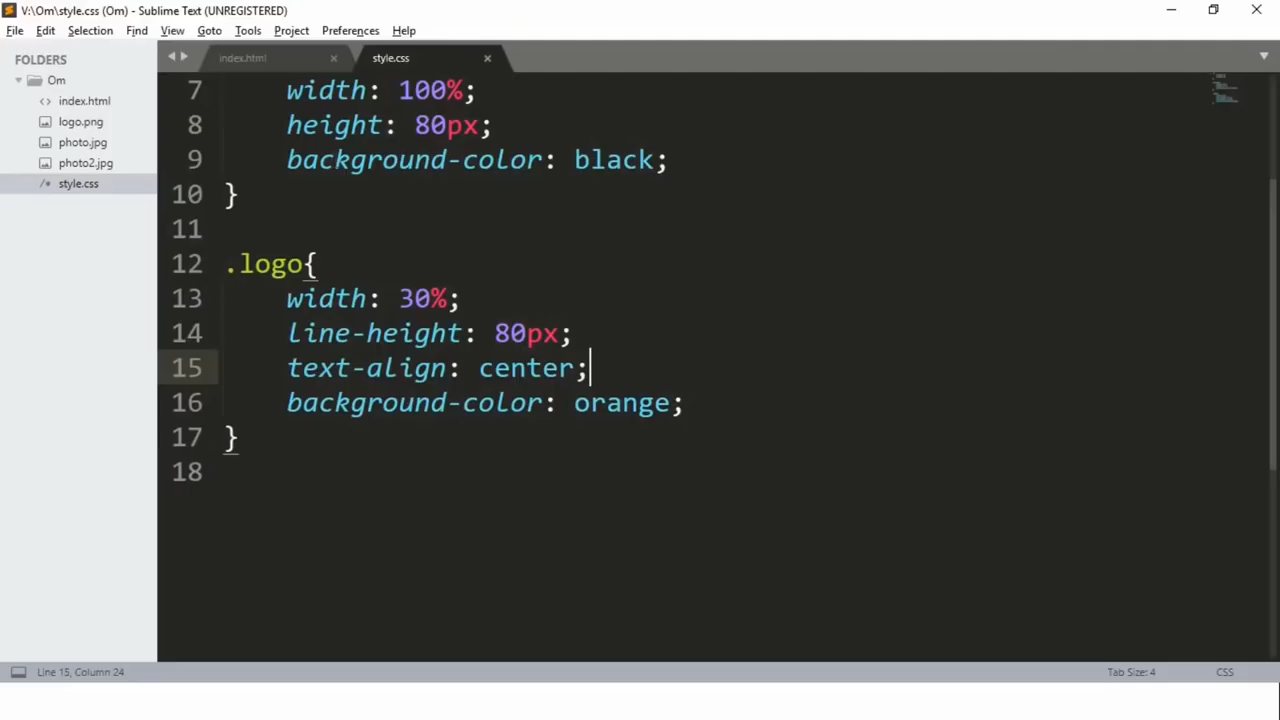 V:\Om\style.css (Om) - Sublime Text (UNREGISTERED)
File Edit Selection Find View Goto Tools Project Preferences Help
FOLDERS
Om
index.html
logo.png
photo.jpg
photo2.jpg
style.css
index.html style.css
7 width: 100%;
8 height: 80px;
9 background-color: black;
10 }
11
12 .logo{
13 width: 30%;
14 line-height: 80px;
15 text-align: center;
16 background-color: orange;
17 }
18
Line 15, Column 24 Tab Size: 4 CSS